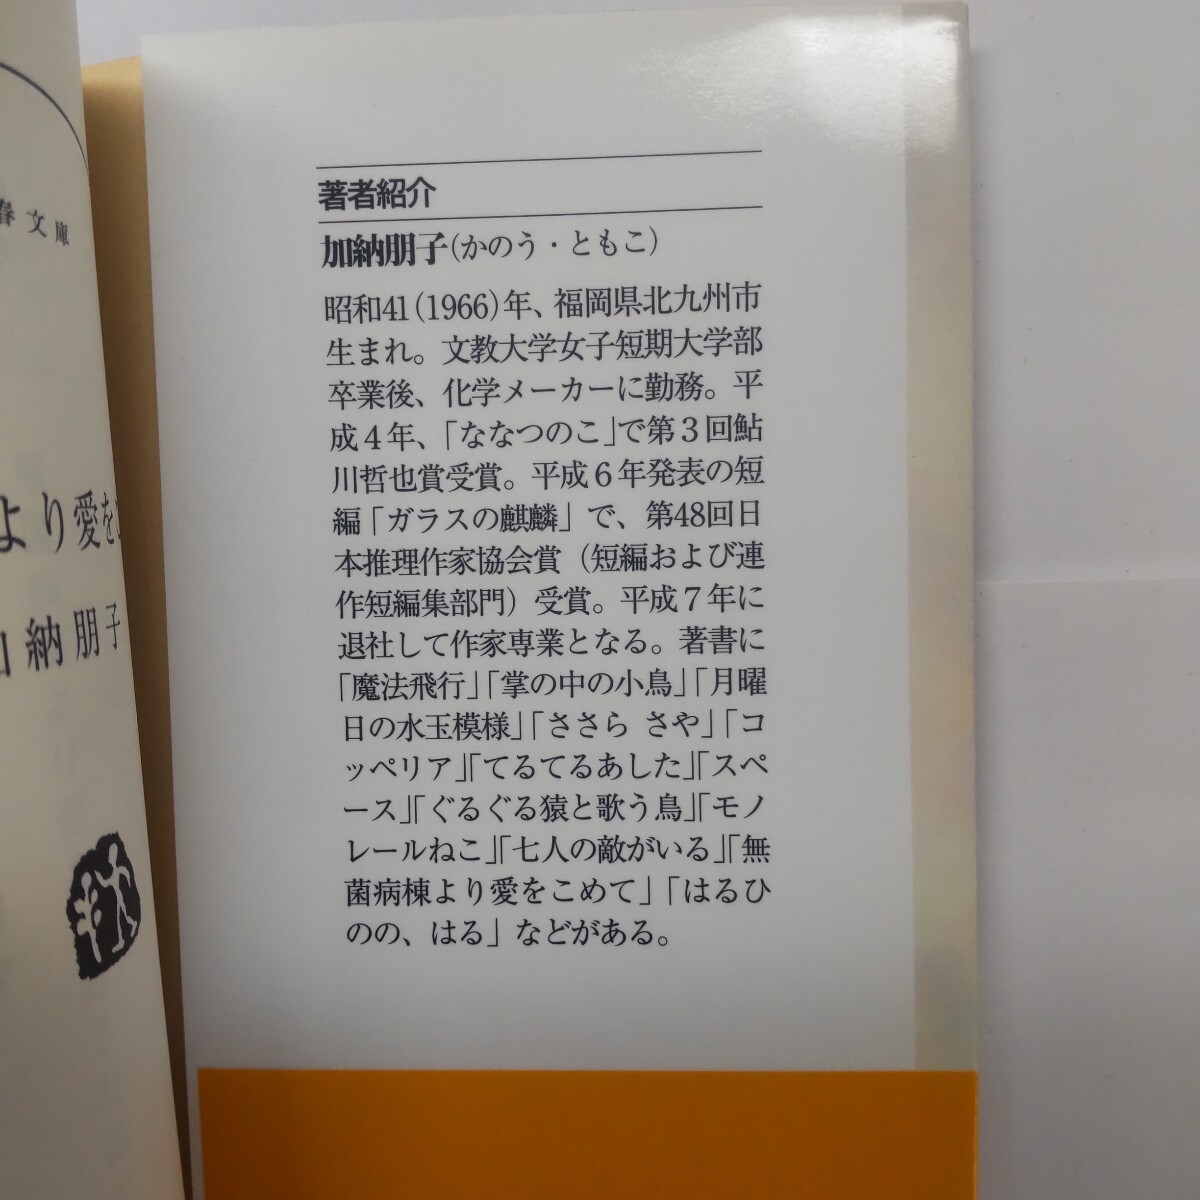 春文庫
より愛を
納朋子
著者紹介
加納朋子(かのう・ともこ)
昭和41(1966)年、福岡県北九州市
生まれ。文教大学女子短期大学部
卒業後、化学メーカーに勤務。平
成4年、「ななつのこ」で第3回鮎
川哲也賞受賞。平成6年発表の短
編「ガラスの麒麟」で、第48回日
本推理作家協会賞(短編および連
作短編集部門)受賞。平成7年に
退社して作家専業となる。著書に
「魔法飛行」「掌の中の小鳥」「月曜
日の水玉模様」「ささら さや」「コ
ッペリア」「てるてるあした」「スペ
ース」「ぐるぐる猿と歌う鳥」「モノ
レールねこ」「七人の敵がいる」「無
菌病棟より愛をこめて」「はるひ
のの、はる」などがある。